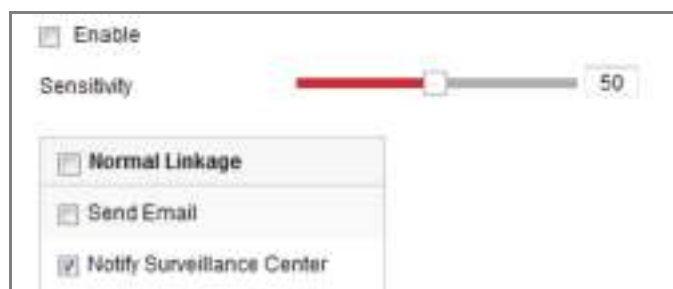 Enable
Sensitivity 50
Normal Linkage
Send Email
Notify Surveillance Center